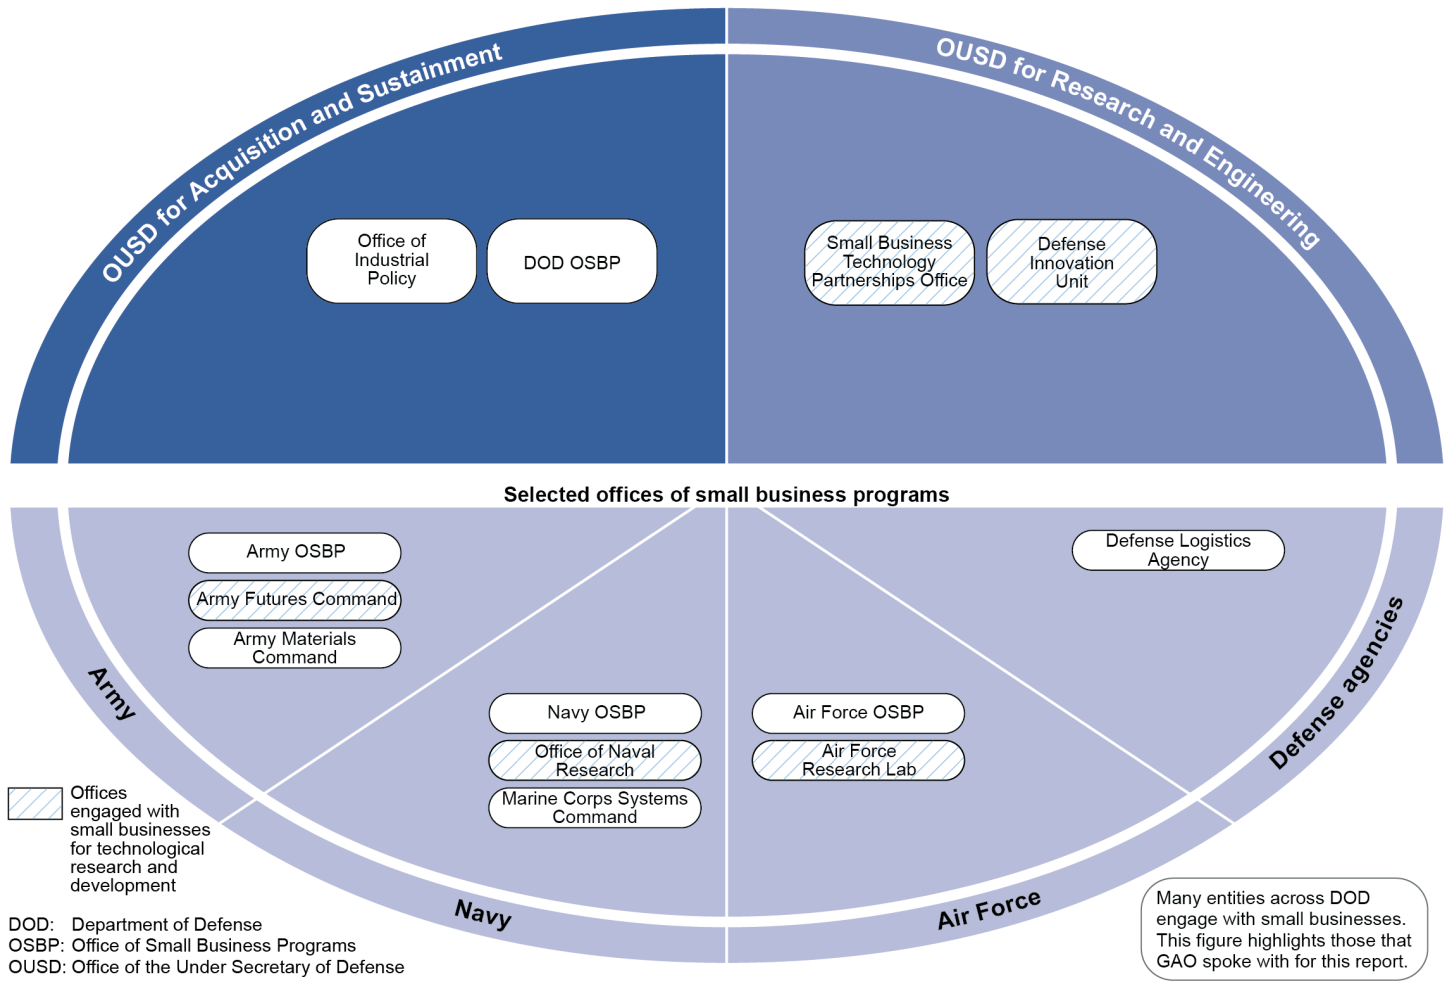 OUSD for Acquisition and Sustainment
OUSD for Research and Engineering
Office of
Industrial
Policy
DOD OSBP
Small Business
Technology
Partnerships Office
Defense
Innovation
Unit
Selected offices of small business programs
Army OSBP
Army Futures Command
Army Materials
Command
Army
Navy OSBP
Office of Naval
Research
Marine Corps Systems
Command
Navy
Air Force OSBP
Air Force
Research Lab
Air Force
Defense Logistics
Agency
Defense agencies
Offices
engaged with
small businesses
for technological
research and
development
DOD: Department of Defense
OSBP: Office of Small Business Programs
OUSD: Office of the Under Secretary of Defense
Many entities across DOD
engage with small businesses.
This figure highlights those that
GAO spoke with for this report.